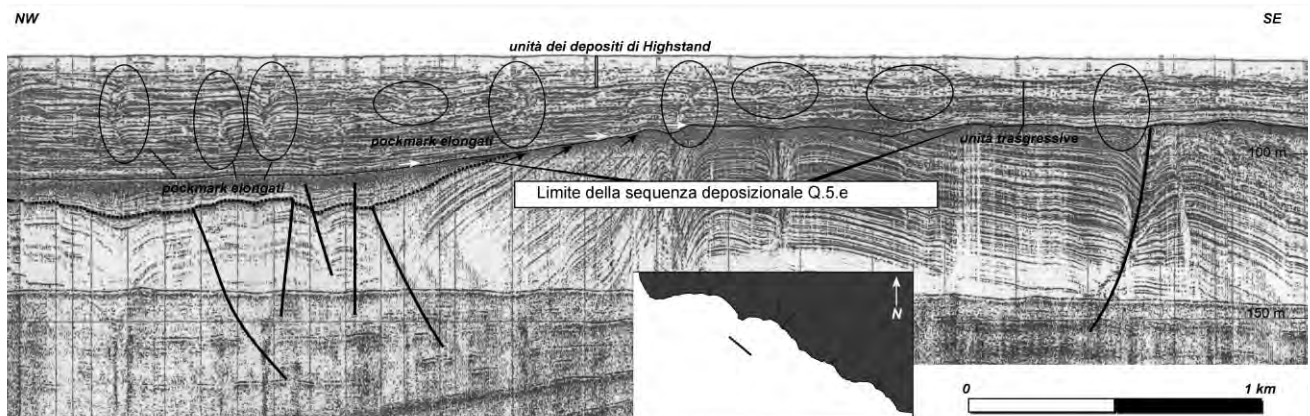 NW
SE
unità dei depositi di Highstand
pockmark elongati
unità trasgressive
100 m
pockmark elongati
Limite della sequenza deposizionale Q.5.e
N
150 m
0
1 km